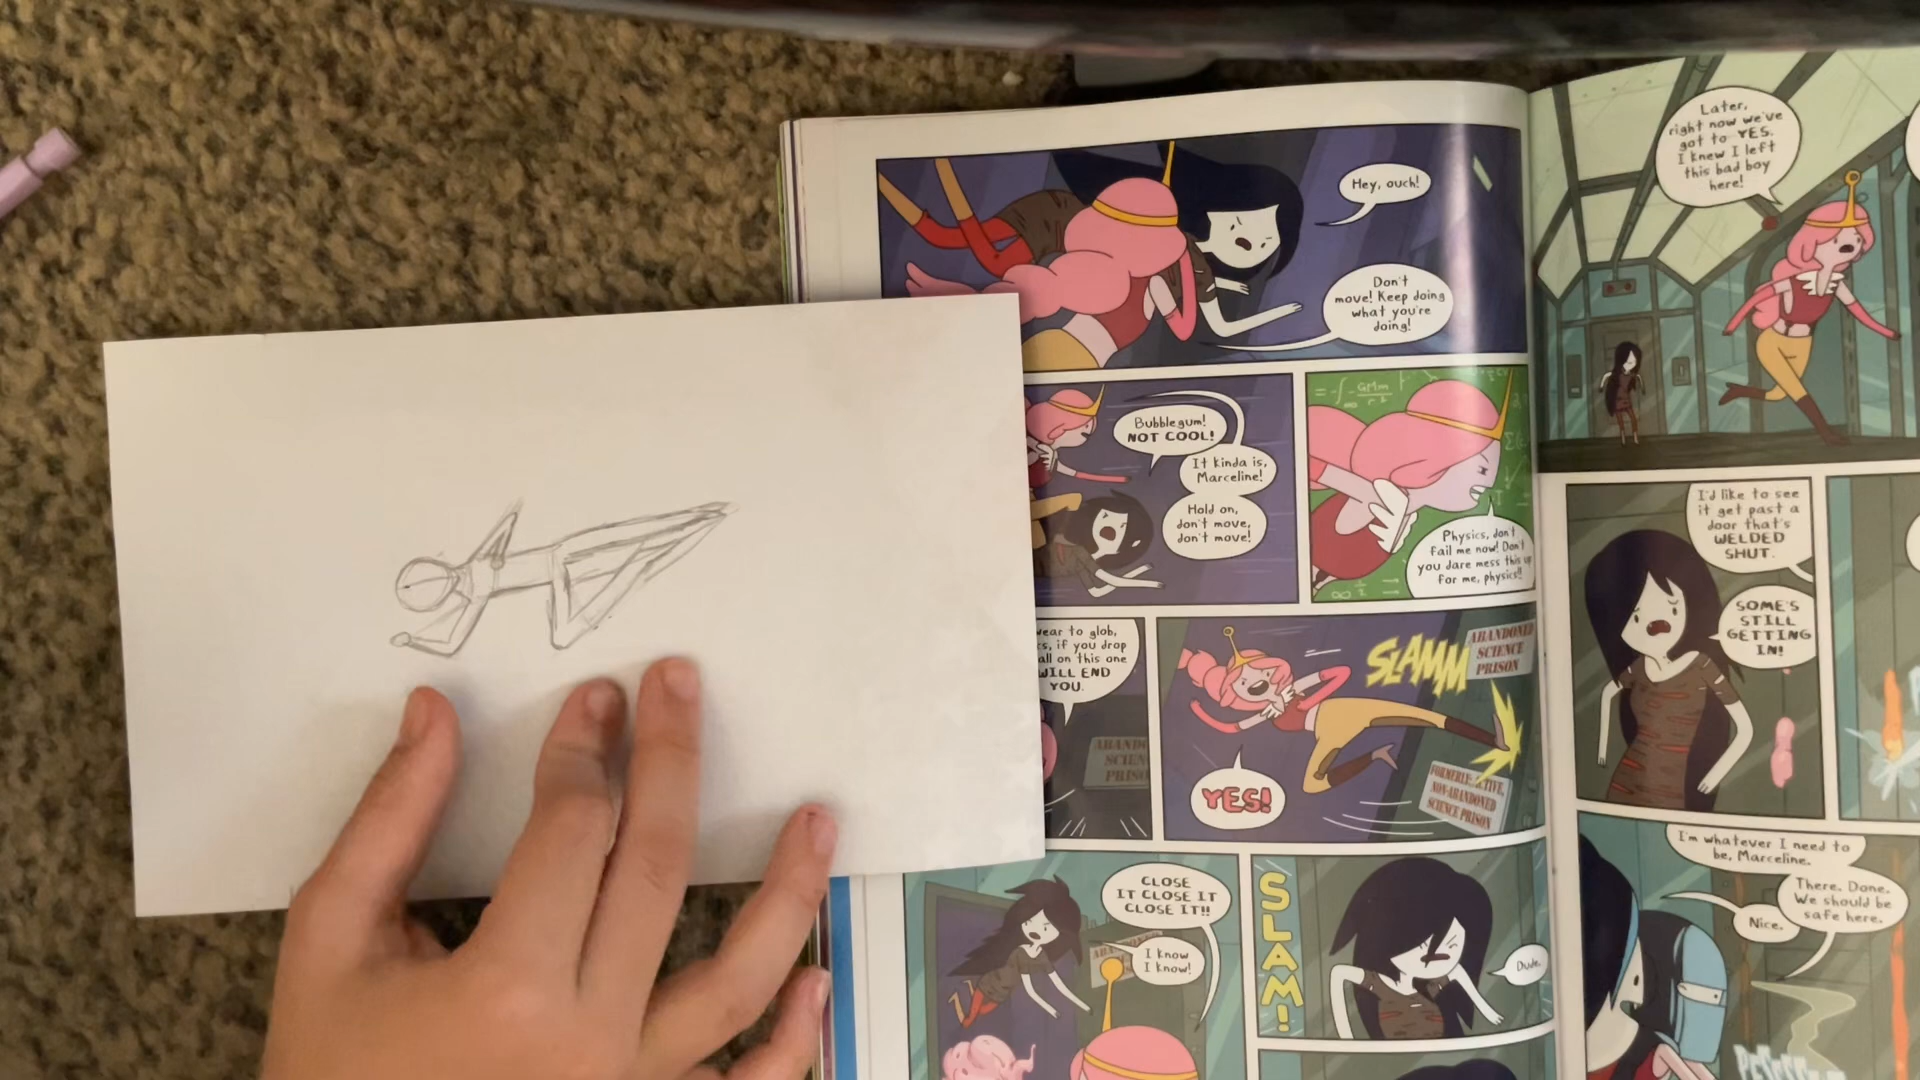 Hey, ouch!
Don't
move! Keep doing
what you're
doing!
Bubblegum!
NOT COOL!
It kinda is,
Marceline!
Hold on,
don't move,
don't move!
Physics, don't
fail me now! Don't
you dare mess this up
for me, physics!!
to glob,
if you drop
all on this one
WILL END
YOU.
SLAMM
ABANDONED
SCIENCE
PRISON
YES!
FORMERLY ACTIVE,
NON-ABANDONED
SCIENCE PRISON
CLOSE
IT CLOSE IT
CLOSE IT!!
I know
I know!
SLAM!
Dude.
Later,
right now we've
got to YES.
I knew I left
this bad boy
here!
I'd like to see
it get past a
door that's
WELDED
SHUT.
SOME'S
STILL
GETTING
IN!
I'm whatever I need to
be, Marceline.
There. Done.
We should be
safe here.
Nice.